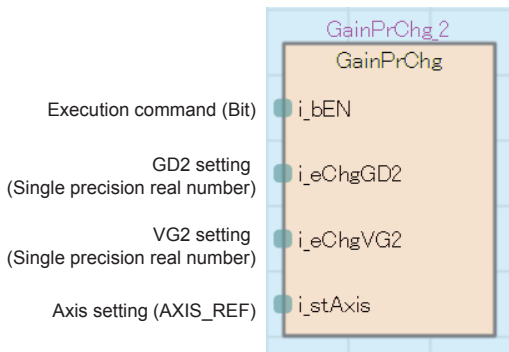 GainPrChg_2
GainPrChg
Execution command (Bit)
i_bEN
GD2 setting
(Single precision real number)
i_eChgGD2
VG2 setting
(Single precision real number)
i_eChgVG2
Axis setting (AXIS_REF)
i_stAxis